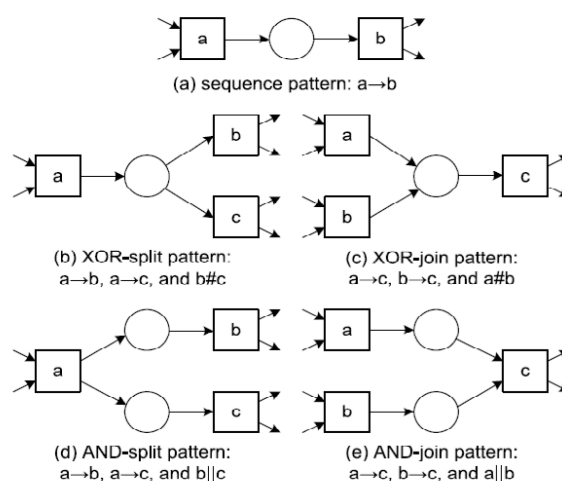 a b
(a) sequence pattern: a→b
b a
a c
c b
(b) XOR-split pattern: (c) XOR-join pattern:
a→b, a→c, and b#c a→c, b→c, and a#b
b a
a c
c b
(d) AND-split pattern: (e) AND-join pattern:
a→b, a→c, and b||c a→c, b→c, and a||b